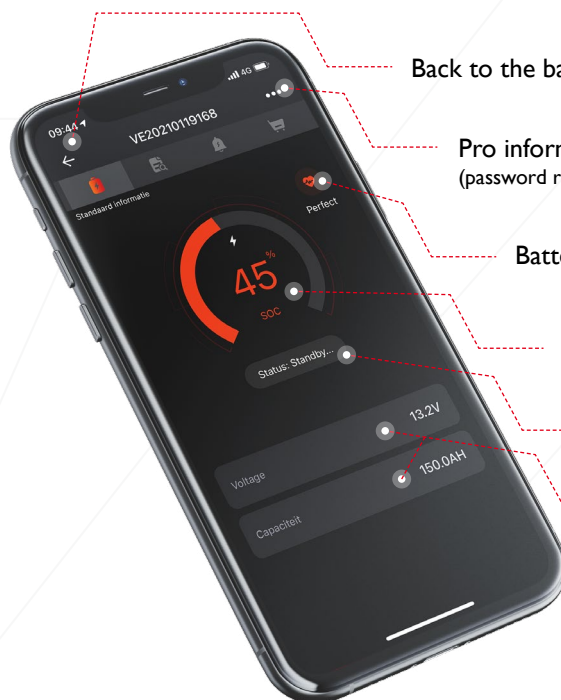 Back to the ba
4G
09:44
VE20210119168
Pro inform
(password r
Standaard informatie
Perfect
Batte
45 %
SOC
Status: Standby...
13.2V
Voltage
150.0AH
Capaciteit